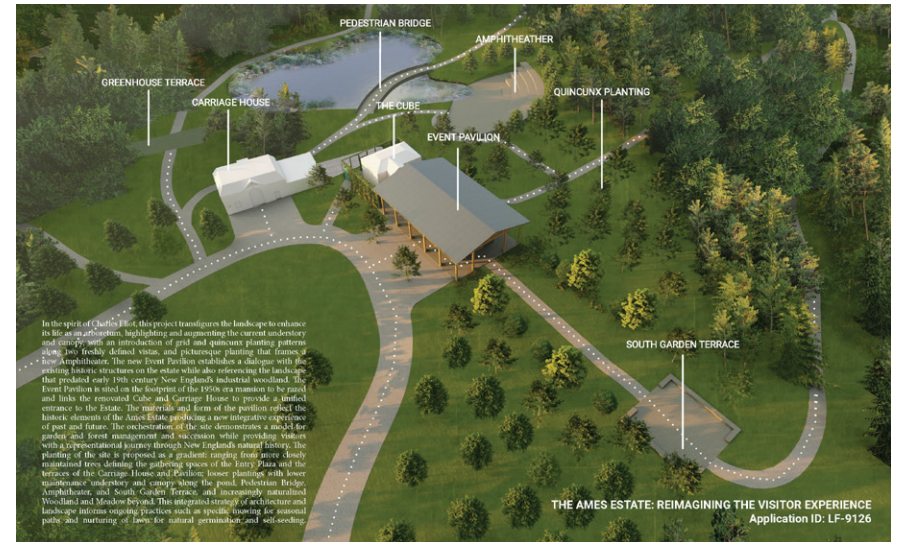 PEDESTRIAN BRIDGE
AMPHITHEATHER
GREENHOUSE TERRACE
QUINCUNX PLANTING
CARRIAGE HOUSE
THE CUBE
EVENT PAVILION
SOUTH GARDEN TERRACE
In the spirit of Charles Eliot, this project transfigures the landscape to enhance
its life as an arboretum, highlighting and augmenting the current understory
and canopy, with an introduction of grid and quincunx planting patterns
along two freshly defined vistas, and picturesque planting that frames a
new Amphitheater. The new Event Pavilion establishes a dialogue with the
existing historic structures on the estate while also referencing the landscape
that predated early 19th century New England's industrial woodland. The
Event Pavilion is sited on the footprint of the 1950s era mansion to be razed
and links the renovated Cube and Carriage House to provide a unified
entrance to the Estate. The materials and form of the pavilion reflect the
historic elements of the Ames Estate producing a new integrative experience
of past and future. The orchestration of the site demonstrates a model for
garden and forest management and succession while providing visitors
with a representational journey through New England's natural history. The
planting of the site is proposed as a gradient: ranging from more closely
maintained trees defining the gathering spaces of the Entry Plaza and the
terraces of the Carriage House and Pavilion; looser plantings with lower
maintenance understory and canopy along the pond, Pedestrian Bridge,
Amphitheater, and South Garden Terrace, and increasingly naturalized
Woodland and Meadow beyond. This integrated strategy of architecture and
landscape informs ongoing practices such as specific mowing for seasonal
paths and nurturing of lawn for natural germination and self-seeding.
THE AMES ESTATE: REIMAGINING THE VISITOR EXPERIENCE
Application ID: LF-9126